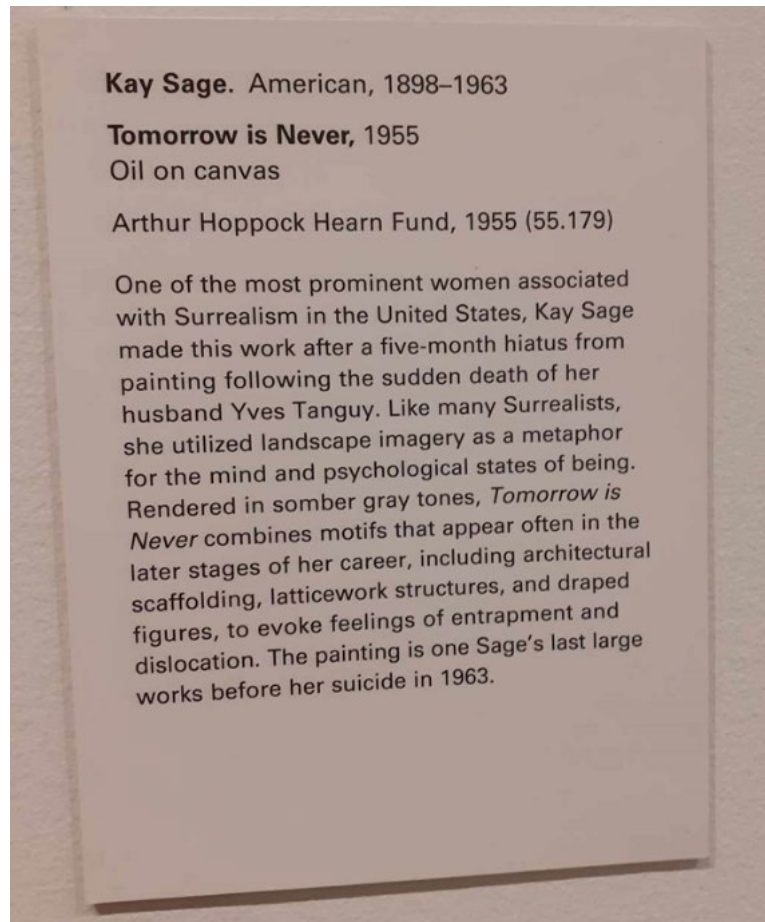 Kay Sage. American, 1898–1963
Tomorrow is Never, 1955
Oil on canvas
Arthur Hoppock Hearn Fund, 1955 (55.179)
One of the most prominent women associated
with Surrealism in the United States, Kay Sage
made this work after a five-month hiatus from
painting following the sudden death of her
husband Yves Tanguy. Like many Surrealists,
she utilized landscape imagery as a metaphor
for the mind and psychological states of being.
Rendered in somber gray tones, Tomorrow is
Never combines motifs that appear often in the
later stages of her career, including architectural
scaffolding, latticework structures, and draped
figures, to evoke feelings of entrapment and
dislocation. The painting is one Sage’s last large
works before her suicide in 1963.